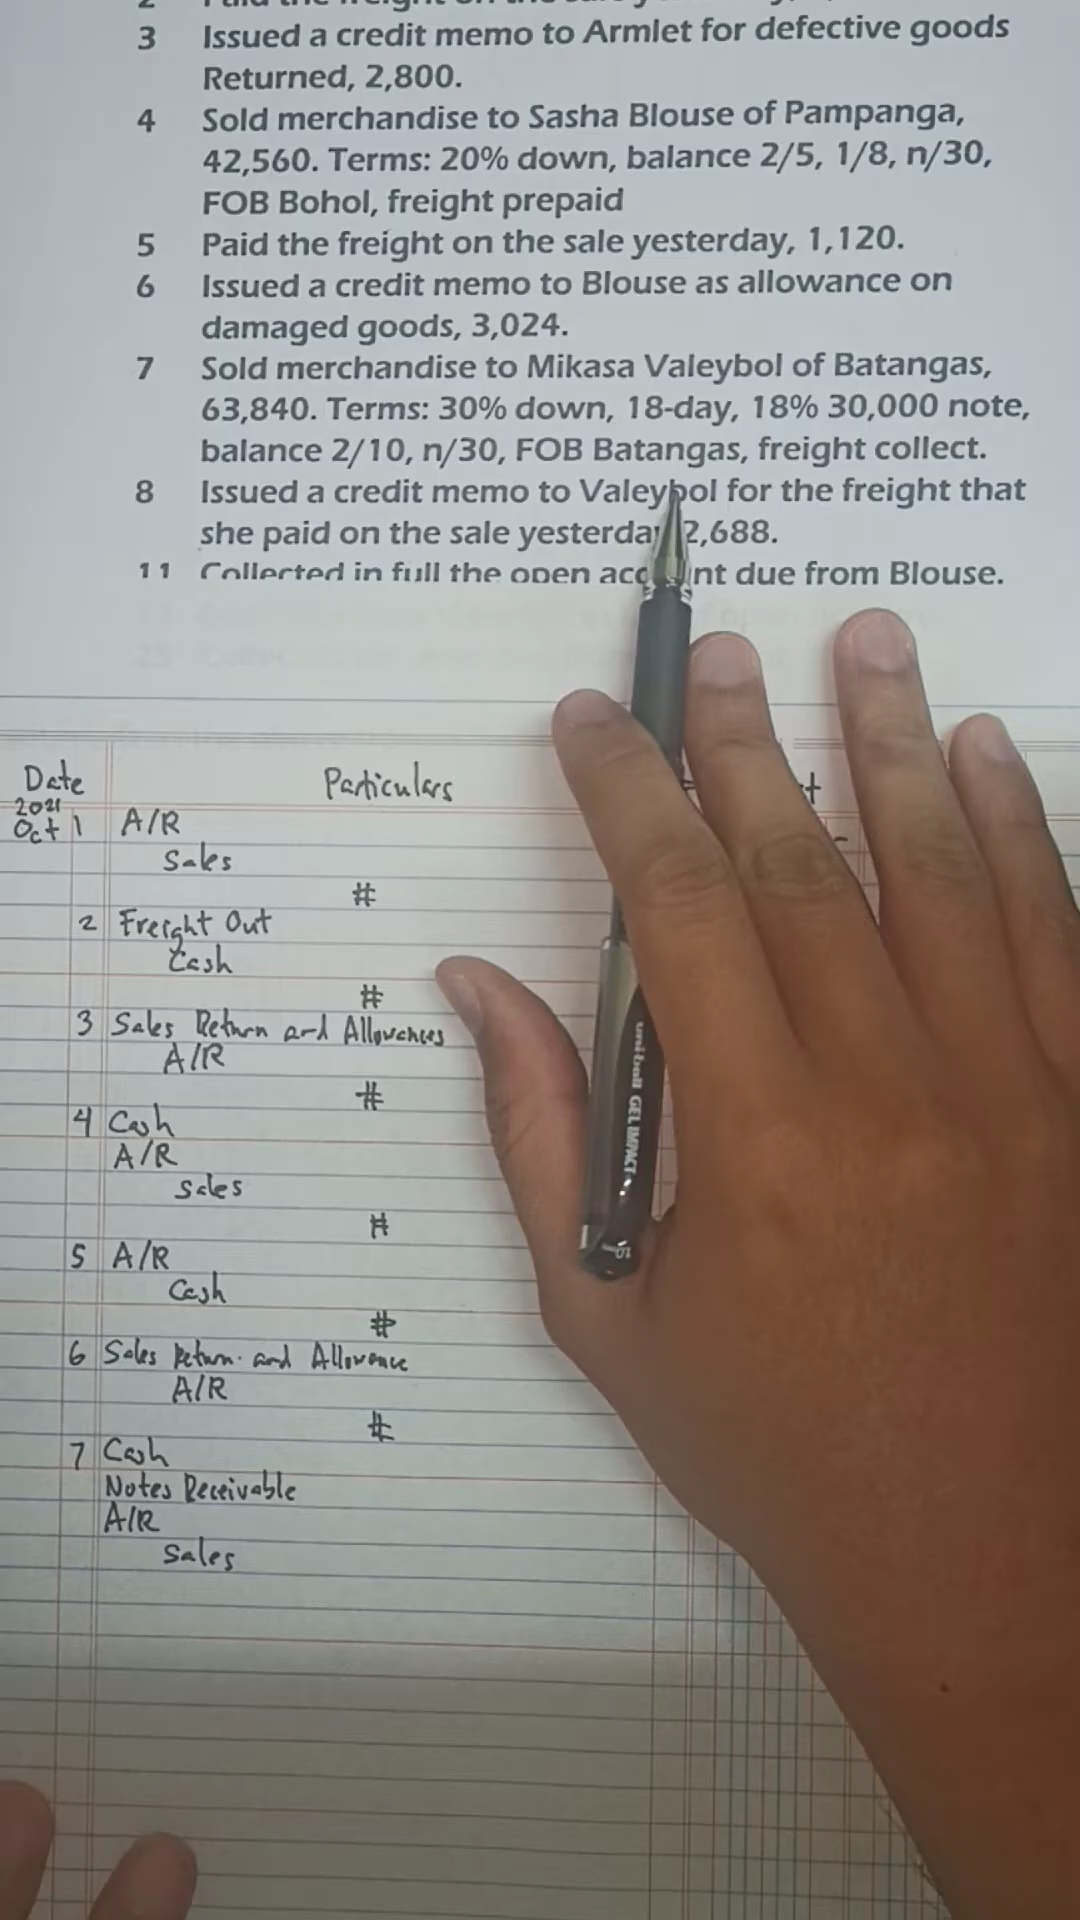 3 Issued a credit memo to Armlet for defective goods
Returned, 2,800.
4 Sold merchandise to Sasha Blouse of Pampanga,
42,560. Terms: 20% down, balance 2/5, 1/8, n/30,
FOB Bohol, freight prepaid
5 Paid the freight on the sale yesterday, 1,120.
6 Issued a credit memo to Blouse as allowance on
damaged goods, 3,024.
7 Sold merchandise to Mikasa Valeybol of Batangas,
63,840. Terms: 30% down, 18-day, 18% 30,000 note,
balance 2/10, n/30, FOB Batangas, freight collect.
8 Issued a credit memo to Valeybol for the freight that
she paid on the sale 2,688.
11 Collected in full the open due from Blouse.
Date Particulars
2021
Oct 1 A/R
Sales
#
2 Freight Out
Cash
#
3 Sales Return and Allowances
A/R
#
4 Cash
A/R
Sales
#
5 A/R
Cash
#
6 Sales Return and Allowance
A/R
#
7 Cash
Notes Receivable
A/R
Sales
uni-ball GEL IMPACT